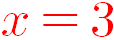 x = 3